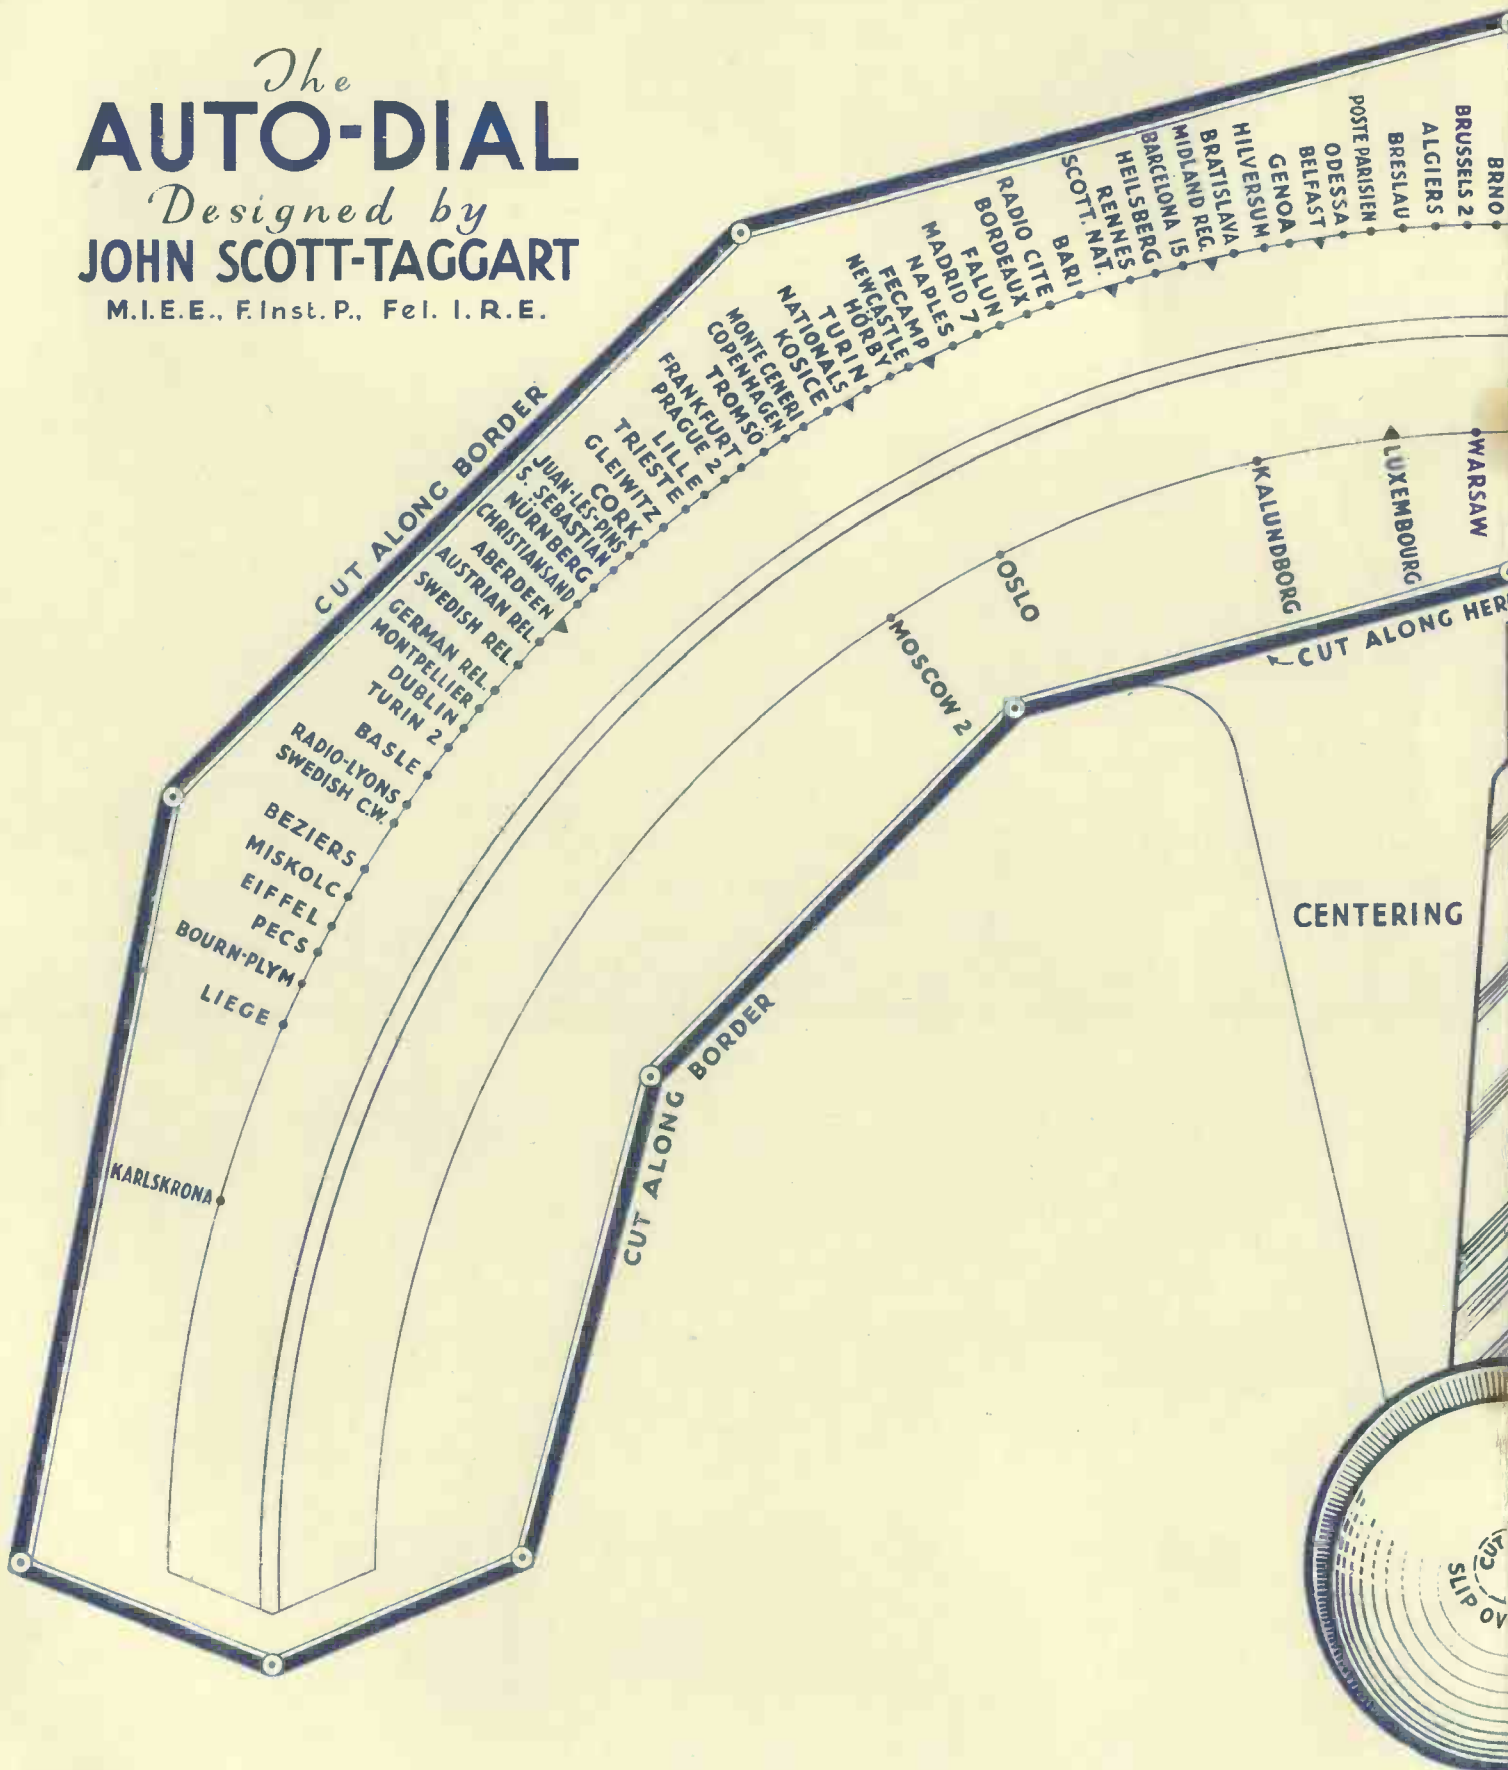 The
AUTO-DIAL
Designed by
JOHN SCOTT-TAGGART
M.I.E.E., F.Inst.P., Fel. I.R.E.
CUT ALONG BORDER
KARLSKRONA
LIEGE
BOURN-PLYM
PECS
EIFFEL
MISKOLC
BEZIERS
SWEDISH C.W.
RADIO-LYONS
BASLE
TURIN 2
DUBLIN
MONTPELLIER
GERMAN REL.
SWEDISH REL.
AUSTRIAN REL.
ABERDEEN
CHRISTIANSAND
NÜRNBERG
S. SEBASTIAN
JUAN-LES-PINS
CORK
GLEIWITZ
TRIESTE
LILLE
PRAGUE 2
FRANKFURT
TROMSÖ
COPENHAGEN
MONTE CENERI
KOSICE
NATIONALS
TURIN
HÖRBY
NEWCASTLE
FECAMP
NAPLES
MADRID 7
FALUN
BORDEAUX
RADIO CITE
BARI
SCOTT. NAT.
RENNES
HEILSBERG
BARCELONA 15
MIDLAND REG.
BRATISLAVA
HILVERSUM
GENOA
BELFAST
ODESSA
POSTE PARISIEN
BRESLAU
ALGIERS
BRUSSELS 2
BRNO
MOSCOW 2
OSLO
KALUNDBORG
LUXEMBOURG
WARSAW
CUT ALONG HER
CUT ALONG BORDER
CENTERING
CUT
SLIP OV